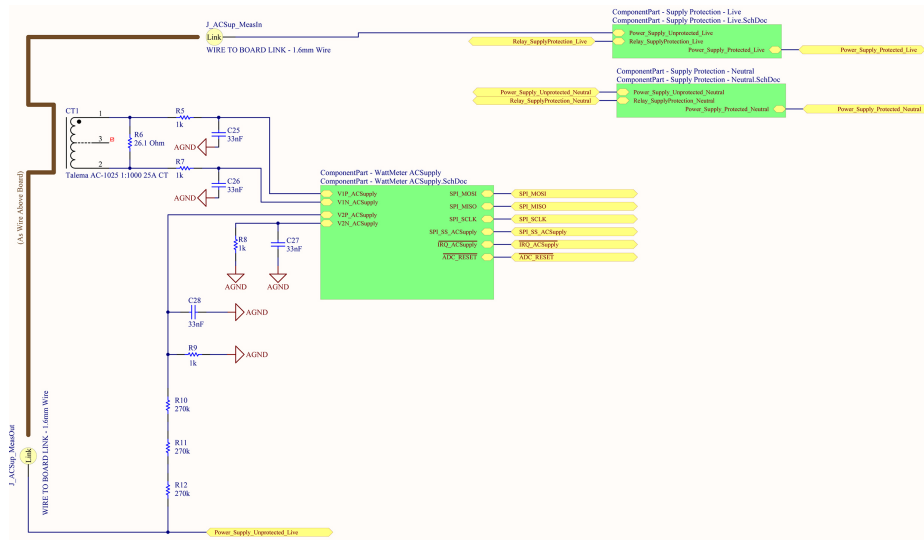 J_ACSup_MeasIn
Link
WIRE TO BOARD LINK - 1.6mm Wire
ComponentPart - Supply Protection - Live
ComponentPart - Supply Protection - Live.SchDoc
Power_Supply_Unprotected_Live
Relay_SupplyProtection_Live
Relay_SupplyProtection_Live
Power_Supply_Protected_Live
Power_Supply_Protected_Live
ComponentPart - Supply Protection - Neutral
ComponentPart - Supply Protection - Neutral.SchDoc
Power_Supply_Unprotected_Neutral
Power_Supply_Unprotected_Neutral
Relay_SupplyProtection_Neutral
Relay_SupplyProtection_Neutral
Power_Supply_Protected_Neutral
Power_Supply_Protected_Neutral
CT1
1
3
2
R6
26.1 Ohm
R5
1k
C25
33nF
AGND
R7
1k
C26
33nF
AGND
Talema AC-1025 1:1000 25A CT
(As Wire Above Board)
ComponentPart - WattMeter ACSupply
ComponentPart - WattMeter ACSupply.SchDoc
V1P_ACSupply
V1N_ACSupply
V2P_ACSupply
V2N_ACSupply
SPI_MOSI
SPI_MOSI
SPI_MISO
SPI_MISO
SPI_SCLK
SPI_SCLK
SPI_SS_ACSupply
SPI_SS_ACSupply
IRQ_ACSupply
IRQ_ACSupply
ADC_RESET
ADC_RESET
R8
1k
C27
33nF
AGND
AGND
C28
33nF
AGND
R9
1k
AGND
R10
270k
R11
270k
R12
270k
J_ACSup_MeasOut
Link
WIRE TO BOARD LINK - 1.6mm Wire
Power_Supply_Unprotected_Live